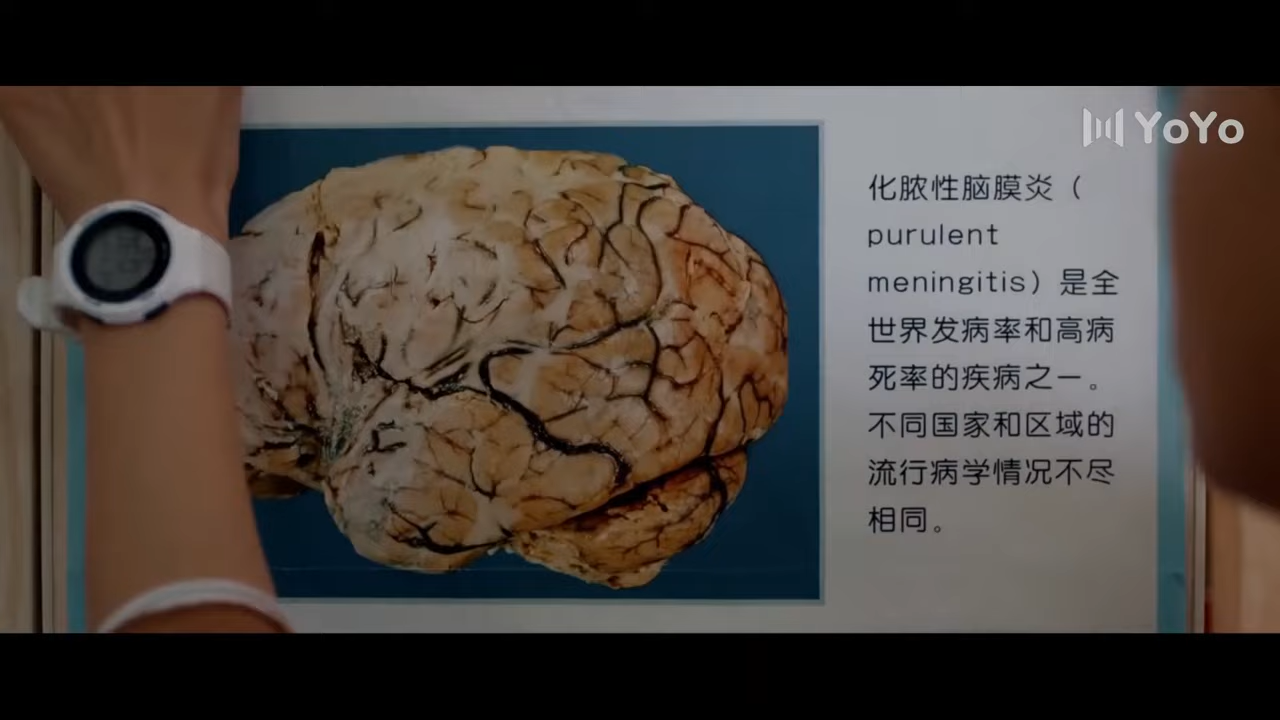 YoYo
化脓性脑膜炎（
purulent
meningitis）是全
世界发病率和高病
死率的疾病之一。
不同国家和区域的
流行病学情况不尽
相同。